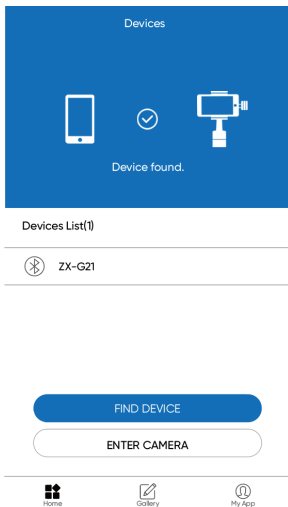 Devices
Device found.
Devices List(1)
ZX-G21
FIND DEVICE
ENTER CAMERA
Home
Gallery
My App